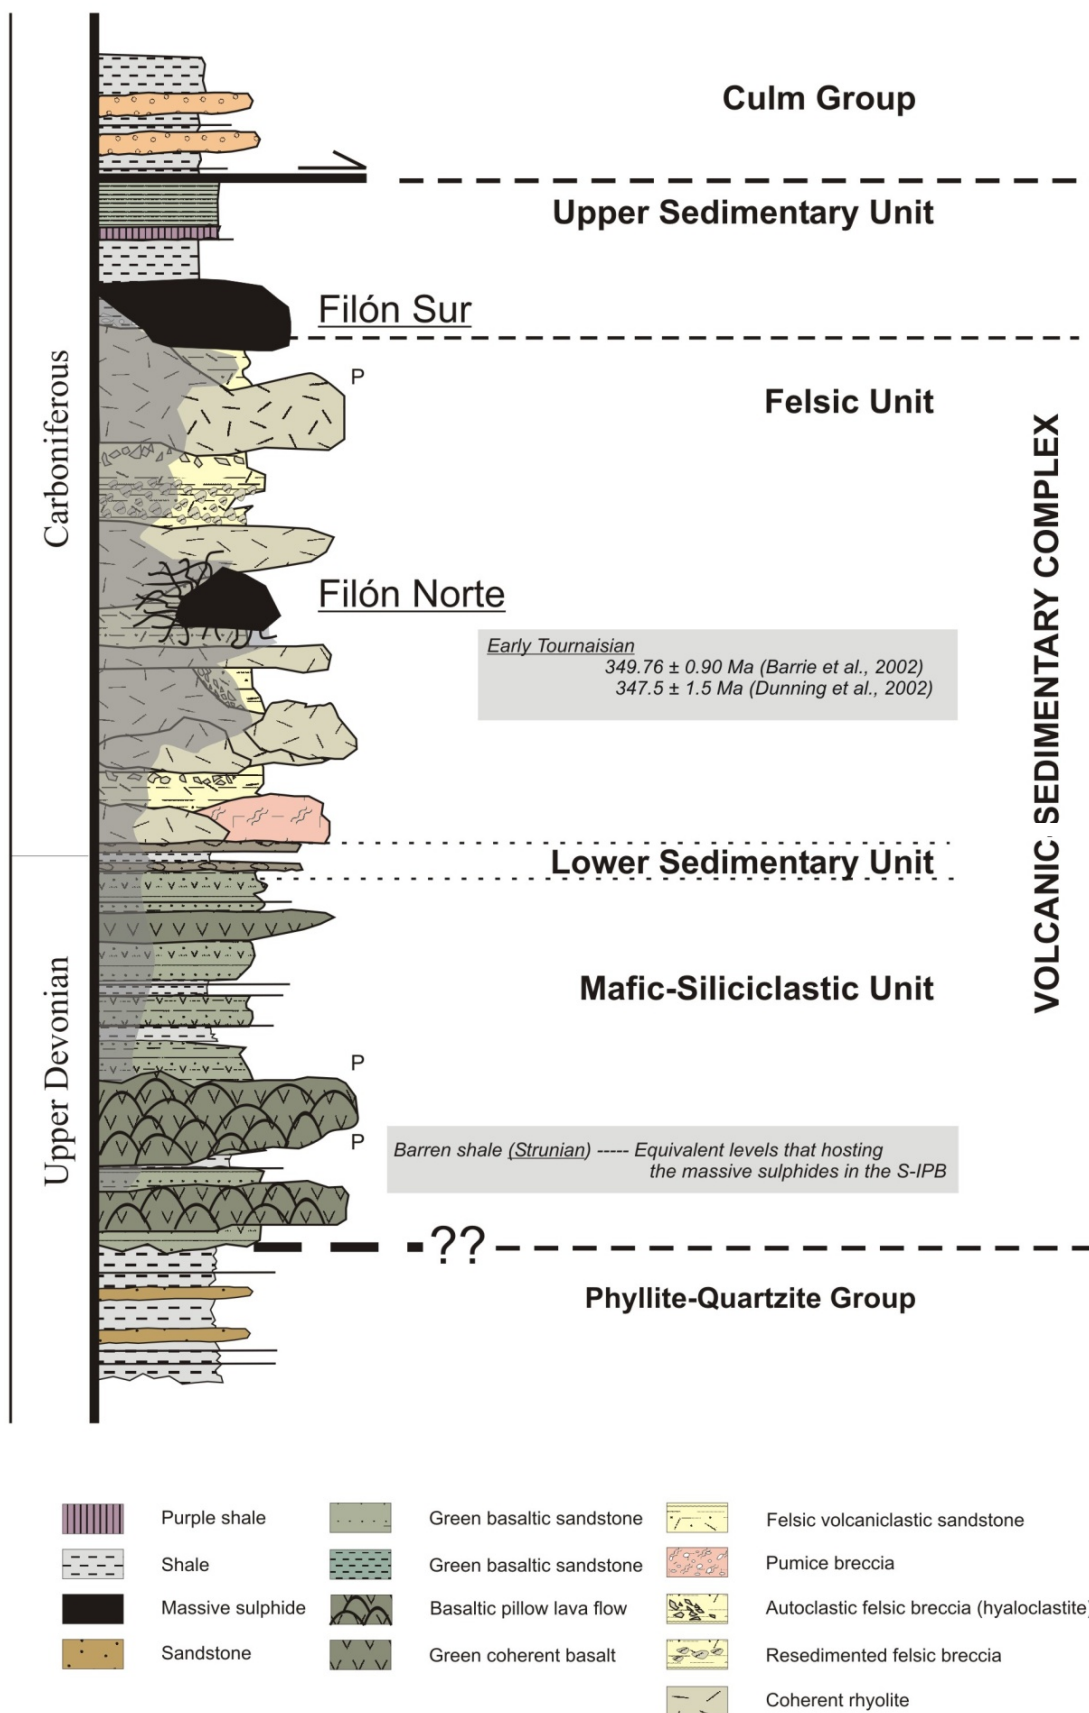 Culm Group
Upper Sedimentary Unit
Filón Sur
P
Felsic Unit
Carboniferous
Filón Norte
Early Tournaisian
349.76 ± 0.90 Ma (Barrie et al., 2002)
347.5 ± 1.5 Ma (Dunning et al., 2002)
VOLCANIC SEDIMENTARY COMPLEX
Lower Sedimentary Unit
Mafic-Siliciclastic Unit
Upper Devonian
P
P
Barren shale (Strunian) ----- Equivalent levels that hosting
the massive sulphides in the S-IPB
??
Phyllite-Quartzite Group
Purple shale
Shale
Massive sulphide
Sandstone
Green basaltic sandstone
Green basaltic sandstone
Basaltic pillow lava flow
Green coherent basalt
Felsic volcaniclastic sandstone
Pumice breccia
Autoclastic felsic breccia (hyaloclastite)
Resedimented felsic breccia
Coherent rhyolite